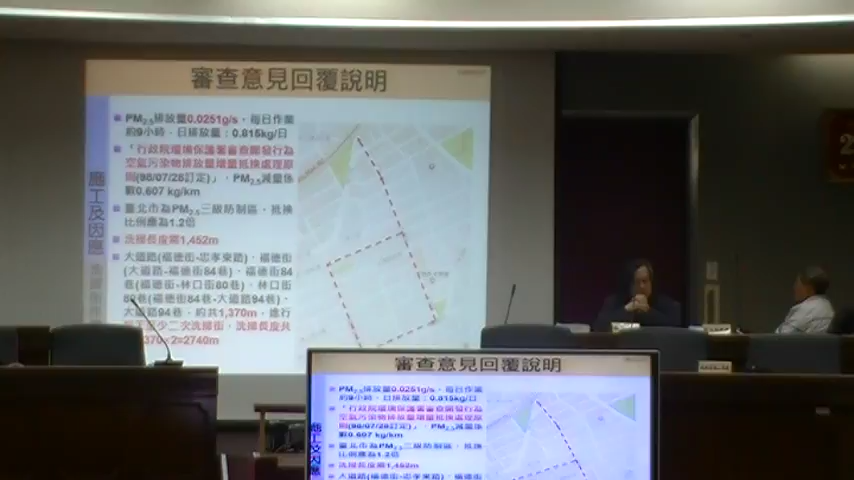 審查意見回覆說明
PM2.5排放量0.0251g/s，每日作業
約9小時，日排放量：0.815kg/日
「行政院環境保護署審查開發行為
空氣污染物排放量增量抵換處理原
則(98/07/28訂定)」，PM2.5減量係
數0.607 kg/km
臺北市為PM2.5三級防制區，抵換
比例應為1.2倍
洗掃長度需1,452m
大道路(福德街-忠孝東路)、福德街
(大道路-福德街84巷)、福德街84
巷(福德街-林口街80巷)、林口街
80巷(福德街84巷-大道路94巷)、
大道路94巷，約共1,370m，進行
至少二次洗掃街，洗掃長度共
1370×2=2740m
施工及因應
審查意見回覆說明
PM2.5排放量0.0251g/s，每日作業
約9小時，日排放量：0.815kg/日
「行政院環境保護署審查開發行為
空氣污染物排放量增量抵換處理原
則(98/07/28訂定)」，PM2.5減量係
數0.607 kg/km
臺北市為PM2.5三級防制區，抵換
比例應為1.2倍
洗掃長度需1,452m
大道路(福德街-忠孝東路)、福德街
施工及因應